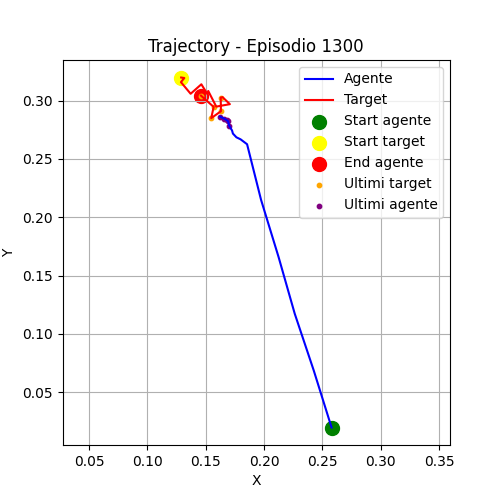 Trajectory - Episodio 1300
Agente
Target
Start agente
Start target
End agente
Ultimi target
Ultimi agente
Y
0.30
0.25
0.20
0.15
0.10
0.05
0.05 0.10 0.15 0.20 0.25 0.30 0.35
X